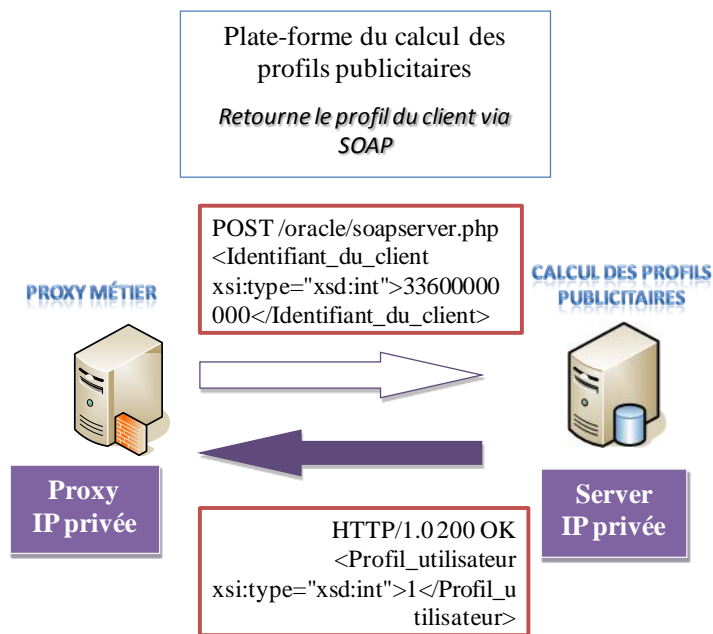 Plate-forme du calcul des
profils publicitaires
Retourne le profil du client via
SOAP
POST /oracle/soapserver.php
<Identifiant_du_client
xsi:type="xsd:int">33600000
000</Identifiant_du_client>
PROXY MÉTIER
CALCUL DES PROFILS
PUBLICITAIRES
Proxy
IP privée
Server
IP privée
HTTP/1.0 200 OK
<Profil_utilisateur
xsi:type="xsd:int">1</Profil_u
tilisateur>